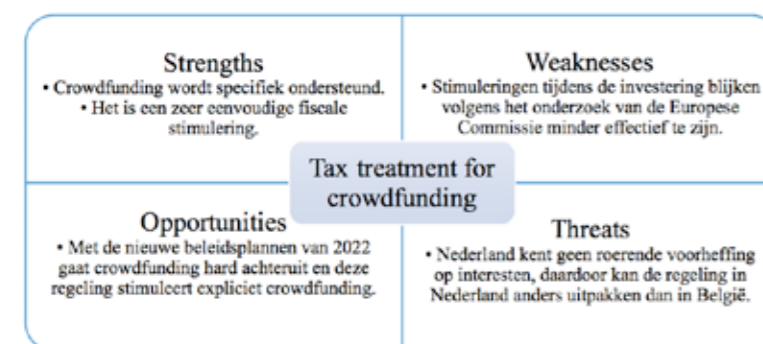 Strengths
• Crowdfunding wordt specifiek ondersteund.
• Het is een zeer eenvoudige fiscale
stimulering.
Weaknesses
• Stimuleringen tijdens de investering blijken
volgens het onderzoek van de Europese
Commissie minder effectief te zijn.
Tax treatment for
crowdfunding
Opportunities
• Met de nieuwe beleidsplannen van 2022
gaat crowdfunding hard achteruit en deze
regeling stimuleert expliciet crowdfunding.
Threats
• Nederland kent geen roerende voorheffing
op interesten, daardoor kan de regeling in
Nederland anders uitpakken dan in België.